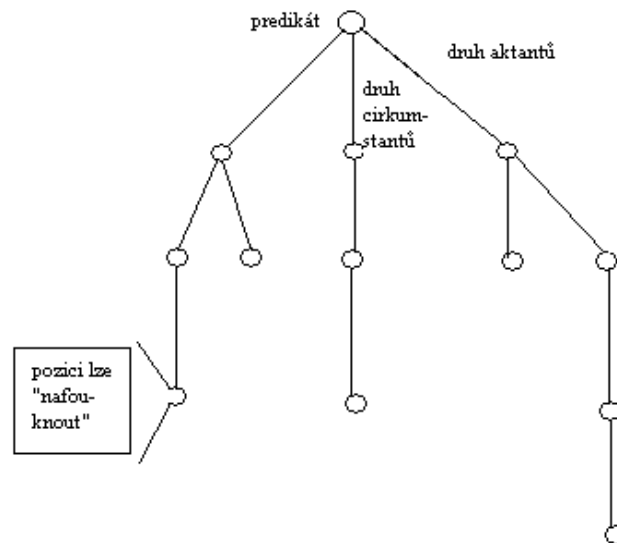 predikát
druh aktantů
druh
cirkum-
stantů
pozici lze
"nafou-
knout"